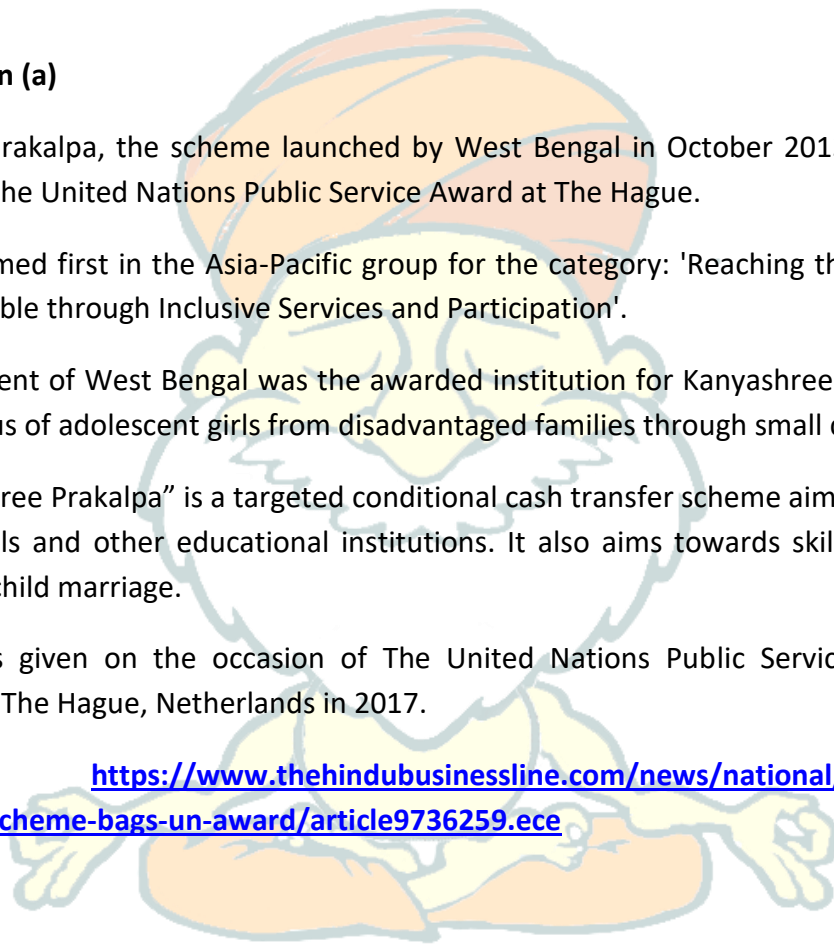 n (a)
rakalpa, the scheme launched by West Bengal in October 201
he United Nations Public Service Award at The Hague.
med first in the Asia-Pacific group for the category: 'Reaching th
ble through Inclusive Services and Participation'.
ent of West Bengal was the awarded institution for Kanyashree
us of adolescent girls from disadvantaged families through small
ree Prakalpa” is a targeted conditional cash transfer scheme aim
ls and other educational institutions. It also aims towards skil
child marriage.
s given on the occasion of The United Nations Public Servic
The Hague, Netherlands in 2017.
https://www.thehindubusinessline.com/news/national/
cheme-bags-un-award/article9736259.ece